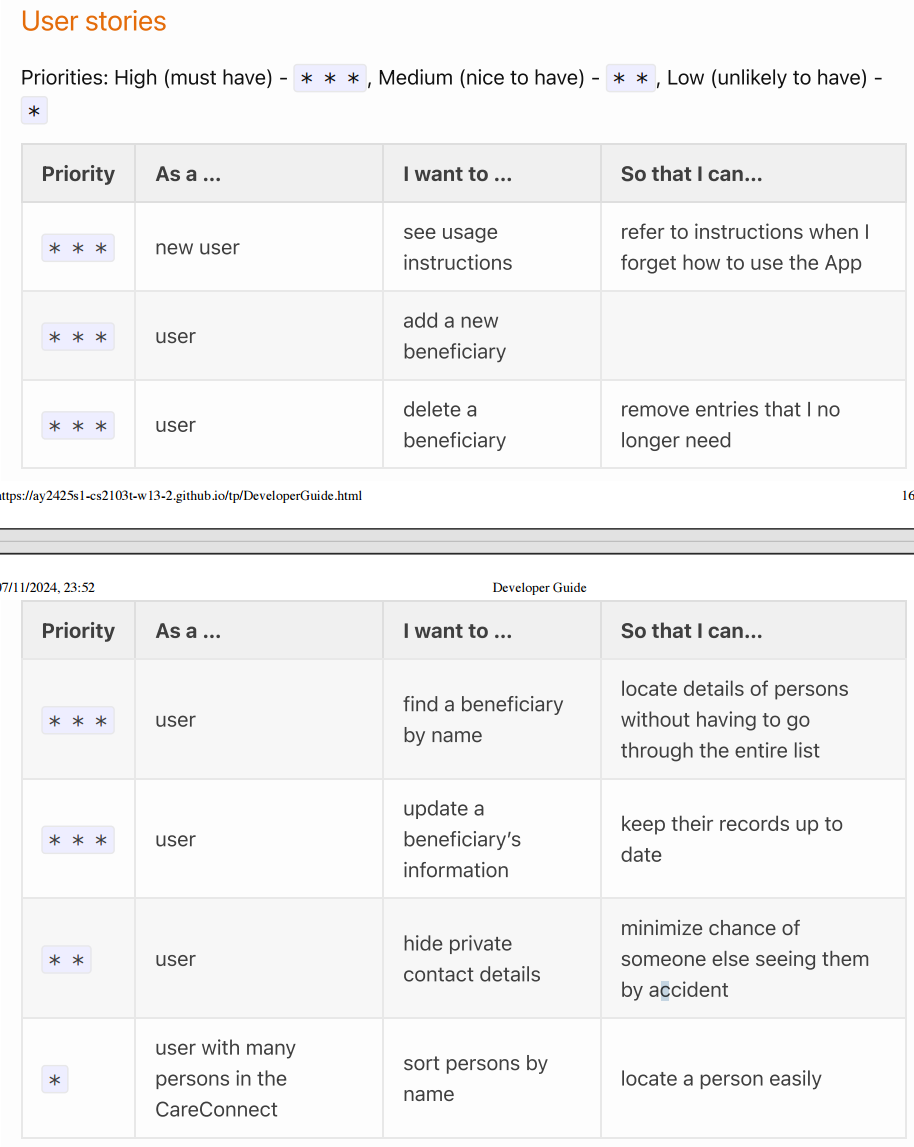 User stories
Priorities: High (must have) - * * *, Medium (nice to have) - * *, Low (unlikely to have) -
*
Priority As a ... I want to ... So that I can...
* * * new user see usage instructions refer to instructions when I forget how to use the App
* * * user add a new beneficiary
* * * user delete a beneficiary remove entries that I no longer need
ttps://ay2425s1-cs2103t-w13-2.github.io/tp/DeveloperGuide.html 16
07/11/2024, 23:52 Developer Guide
Priority As a ... I want to ... So that I can...
* * * user find a beneficiary by name locate details of persons without having to go through the entire list
* * * user update a beneficiary’s information keep their records up to date
* * user hide private contact details minimize chance of someone else seeing them by accident
* user with many persons in the CareConnect sort persons by name locate a person easily